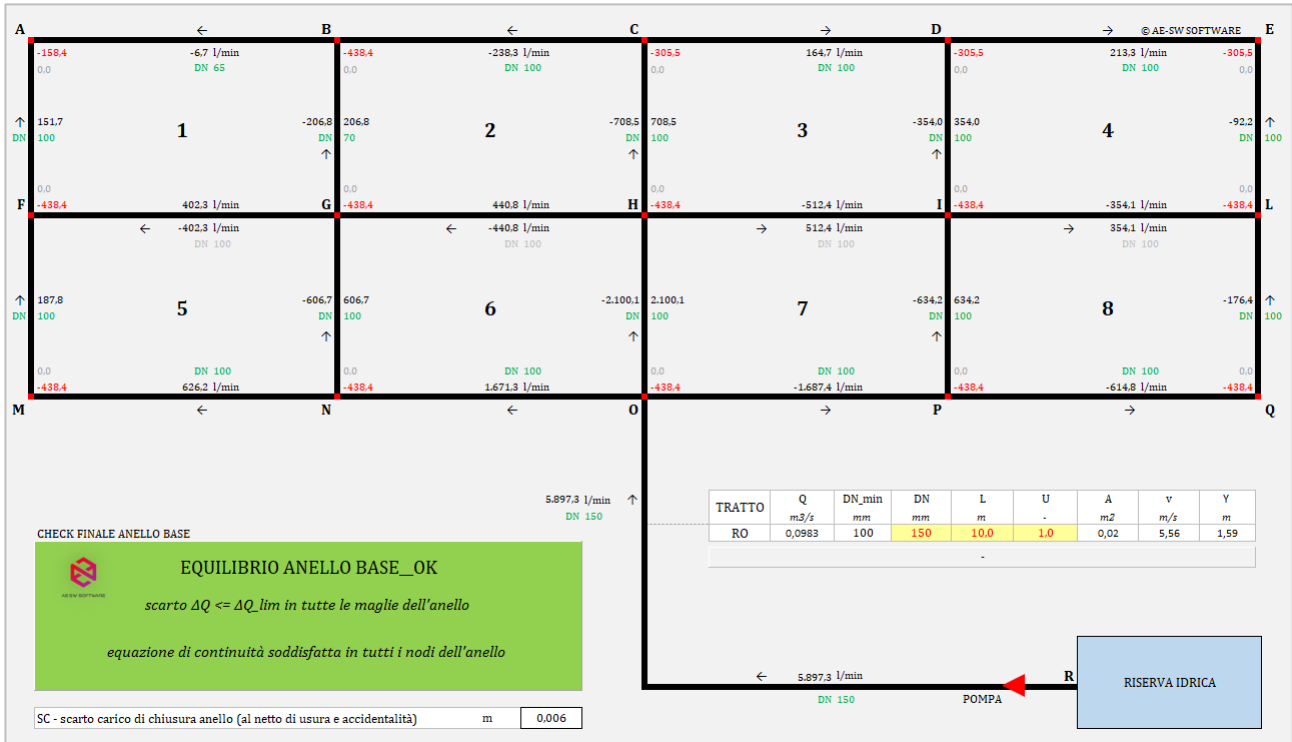 A ← B ← C → D → © AE-SW SOFTWARE E
-158,4 -6,7 l/min -438,4 -238,3 l/min -305,5 164,7 l/min -305,5 213,3 l/min -305,5
0,0 DN 65 0,0 DN 100 0,0 DN 100 0,0 DN 100 0,0
↑ 151,7 1 -206,8 206,8 2 -708,5 708,5 3 -354,0 354,0 4 -92,2 ↑
DN 100 DN 70 DN 100 DN 100 DN 100
↑ ↑ ↑
0,0 0,0 0,0 0,0 0,0
F -438,4 402,3 l/min G -438,4 440,8 l/min H -438,4 -512,4 l/min I -438,4 -354,1 l/min -438,4 L
← -402,3 l/min ← -440,8 l/min → 512,4 l/min → 354,1 l/min
DN 100 DN 100 DN 100 DN 100
↑ 187,8 5 -606,7 606,7 6 -2.100,1 2.100,1 7 -634,2 634,2 8 -176,4 ↑
DN 100 DN 100 DN 100 DN 100 DN 100
↑ ↑ ↑
0,0 DN 100 0,0 DN 100 0,0 DN 100 0,0 DN 100 0,0
-438,4 626,2 l/min -438,4 1.671,3 l/min -438,4 -1.687,4 l/min -438,4 -614,8 l/min -438,4
M ← N ← O → P → Q
5.897,3 l/min ↑
DN 150
TRATTO Q DN_min DN L U A v Y
m3/s mm mm m - m2 m/s m
RO 0,0983 100 150 10,0 1,0 0,02 5,56 1,59
-
CHECK FINALE ANELLO BASE
AE-SW SOFTWARE
EQUILIBRIO ANELLO BASE_OK
scarto ΔQ <= ΔQ_lim in tutte le maglie dell'anello
equazione di continuità soddisfatta in tutti i nodi dell'anello
← 5.897,3 l/min R
DN 150 POMPA
RISERVA IDRICA
SC - scarto carico di chiusura anello (al netto di usura e accidentalità) m 0,006